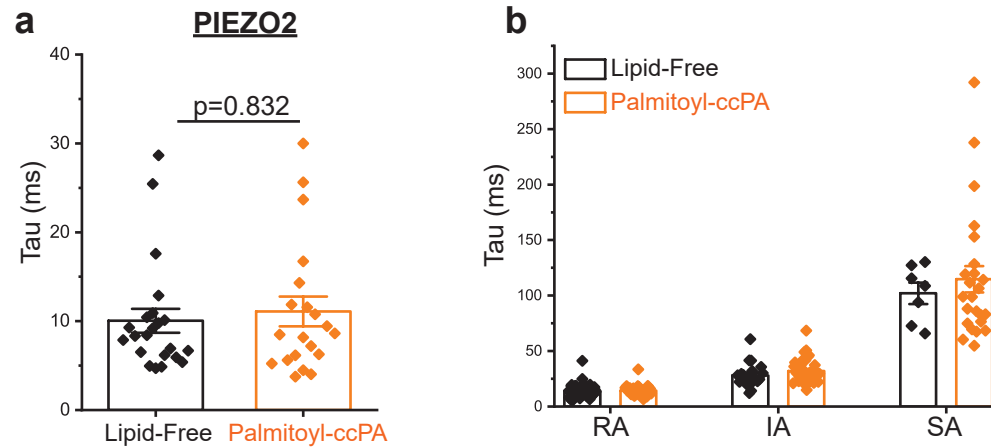 a
PIEZO2
40
30
20
10
0
Tau (ms)
p=0.832
Lipid-Free
Palmitoyl-ccPA
b
300
250
200
150
100
50
0
Tau (ms)
Lipid-Free
Palmitoyl-ccPA
RA
IA
SA